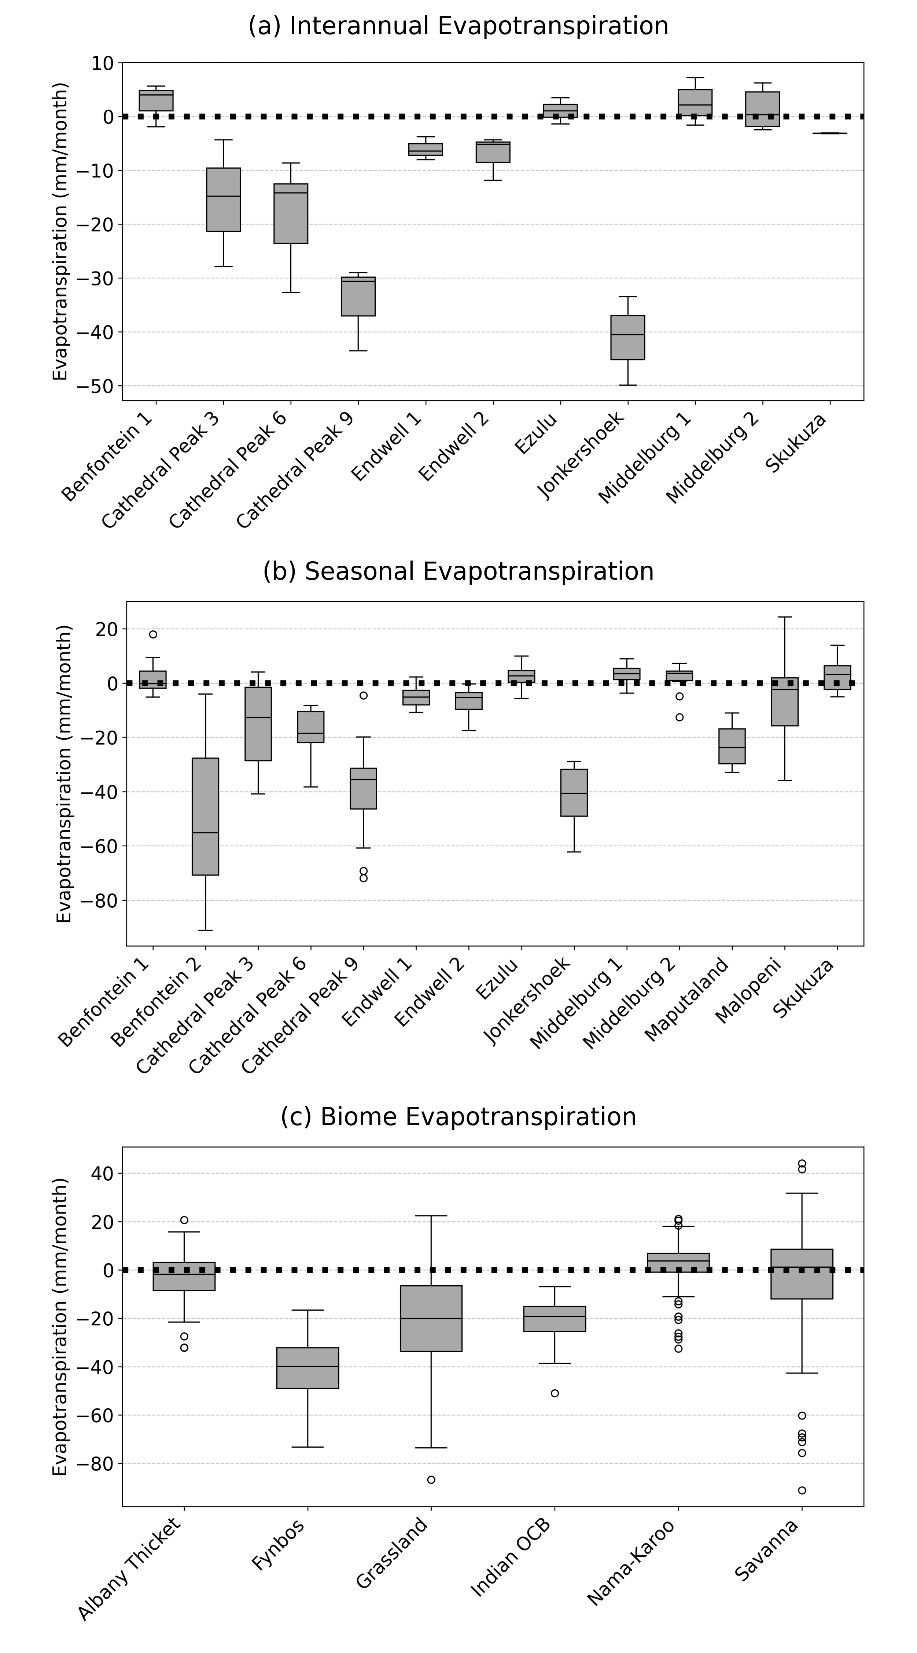 (a) Interannual Evapotranspiration
Evapotranspiration (mm/month)
10
0
−10
−20
−30
−40
−50
Benfontein 1
Cathedral Peak 3
Cathedral Peak 6
Cathedral Peak 9
Endwell 1
Endwell 2
Ezulu
Jonkershoek
Middelburg 1
Middelburg 2
Skukuza
(b) Seasonal Evapotranspiration
Evapotranspiration (mm/month)
20
0
−20
−40
−60
−80
Benfontein 1
Benfontein 2
Cathedral Peak 3
Cathedral Peak 6
Cathedral Peak 9
Endwell 1
Endwell 2
Ezulu
Jonkershoek
Middelburg 1
Middelburg 2
Maputaland
Malopeni
Skukuza
(c) Biome Evapotranspiration
Evapotranspiration (mm/month)
40
20
0
−20
−40
−60
−80
Albany Thicket
Fynbos
Grassland
Indian OCB
Nama-Karoo
Savanna